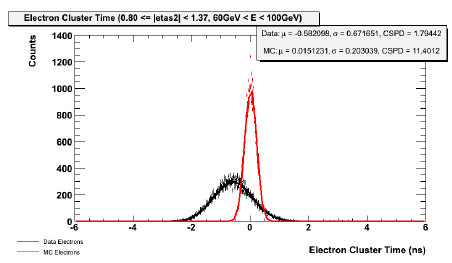 Electron Cluster Time (0.80 <= |etas2| < 1.37, 60GeV < E < 100GeV)
Data: μ = -0.582098, σ = 0.671651, CSPD = 1.79442
MC: μ = 0.0151231, σ = 0.203039, CSPD = 11.4012
Counts
1400
1200
1000
800
600
400
200
0
-6 -4 -2 0 2 4 6
Electron Cluster Time (ns)
Data Electrons
MC Electrons